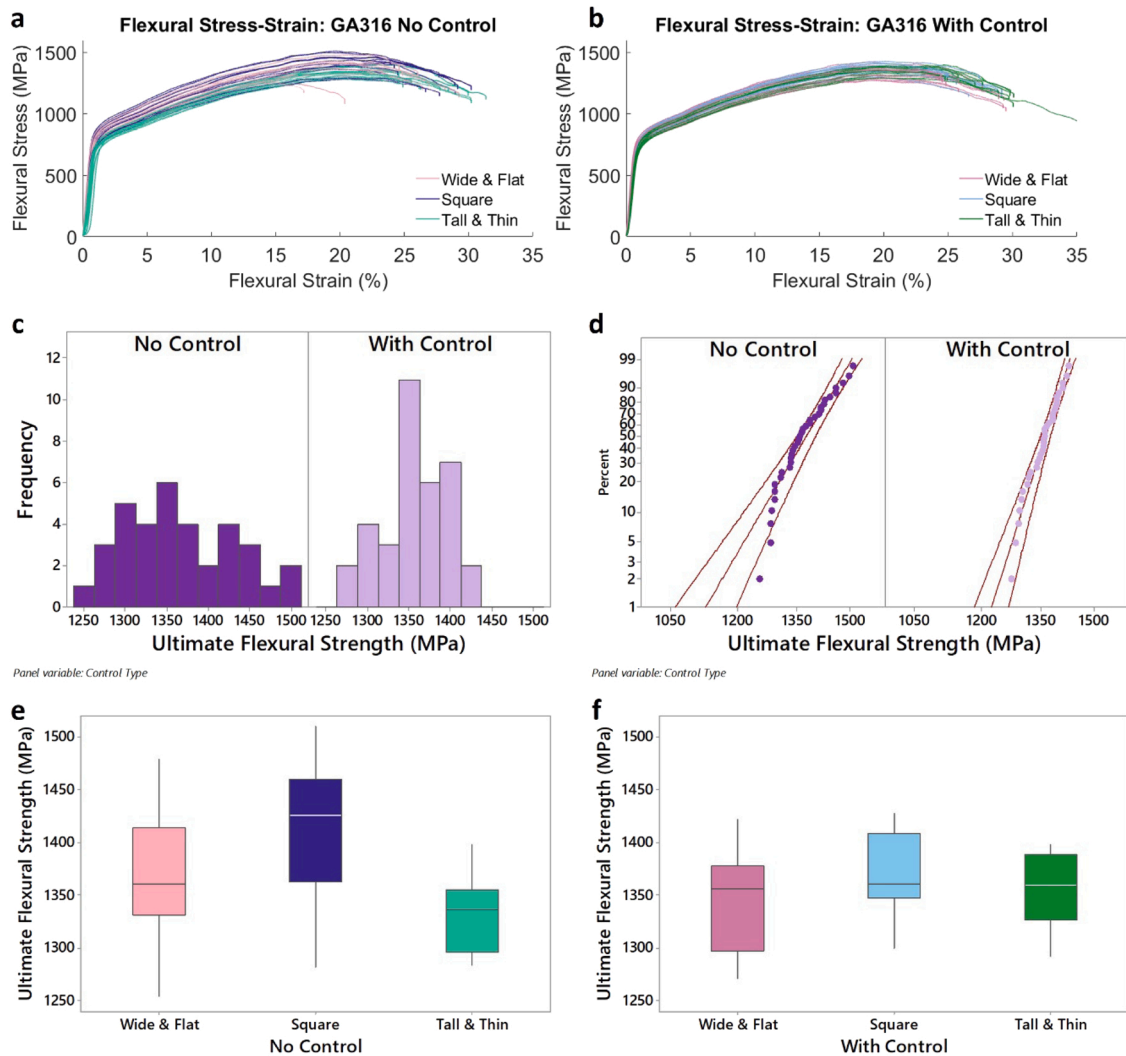 a
Flexural Stress-Strain: GA316 No Control
Flexural Stress (MPa)
1500
1000
500
0
Wide & Flat
Square
Tall & Thin
0 5 10 15 20 25 30 35
Flexural Strain (%)
b
Flexural Stress-Strain: GA316 With Control
Flexural Stress (MPa)
1500
1000
500
0
Wide & Flat
Square
Tall & Thin
0 5 10 15 20 25 30 35
Flexural Strain (%)
c
No Control With Control
Frequency
12
10
8
6
4
2
0
1250 1300 1350 1400 1450 1500 1250 1300 1350 1400 1450 1500
Ultimate Flexural Strength (MPa)
Panel variable: Control Type
d
No Control With Control
Percent
99
90
80
70
60
50
40
30
20
10
5
3
2
1
1050 1200 1350 1500 1050 1200 1350 1500
Ultimate Flexural Strength (MPa)
Panel variable: Control Type
e
Ultimate Flexural Strength (MPa)
1500
1450
1400
1350
1300
1250
Wide & Flat Square Tall & Thin
No Control
f
Ultimate Flexural Strength (MPa)
1500
1450
1400
1350
1300
1250
Wide & Flat Square Tall & Thin
With Control